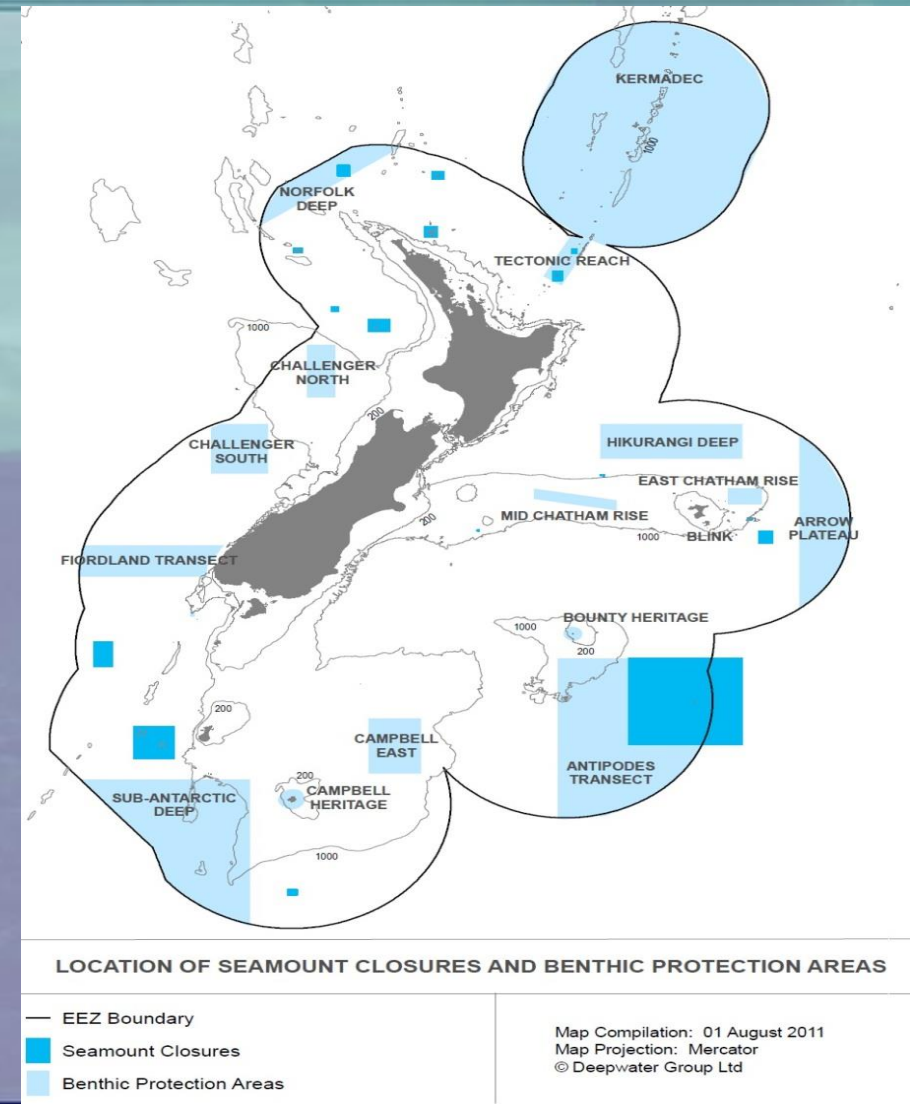 KERMADEC
1000
NORFOLK
DEEP
TECTONIC REACH
1000
CHALLENGER
NORTH
200
CHALLENGER
SOUTH
HIKURANGI DEEP
EAST CHATHAM RISE
MID CHATHAM RISE
200
1000
BLINK
ARROW
PLATEAU
FIORDLAND TRANSECT
BOUNTY HERITAGE
1000
200
200
CAMPBELL
EAST
ANTIPODES
TRANSECT
200
CAMPBELL
HERITAGE
SUB-ANTARCTIC
DEEP
1000
LOCATION OF SEAMOUNT CLOSURES AND BENTHIC PROTECTION AREAS
EEZ Boundary
Seamount Closures
Benthic Protection Areas
Map Compilation: 01 August 2011
Map Projection: Mercator
© Deepwater Group Ltd